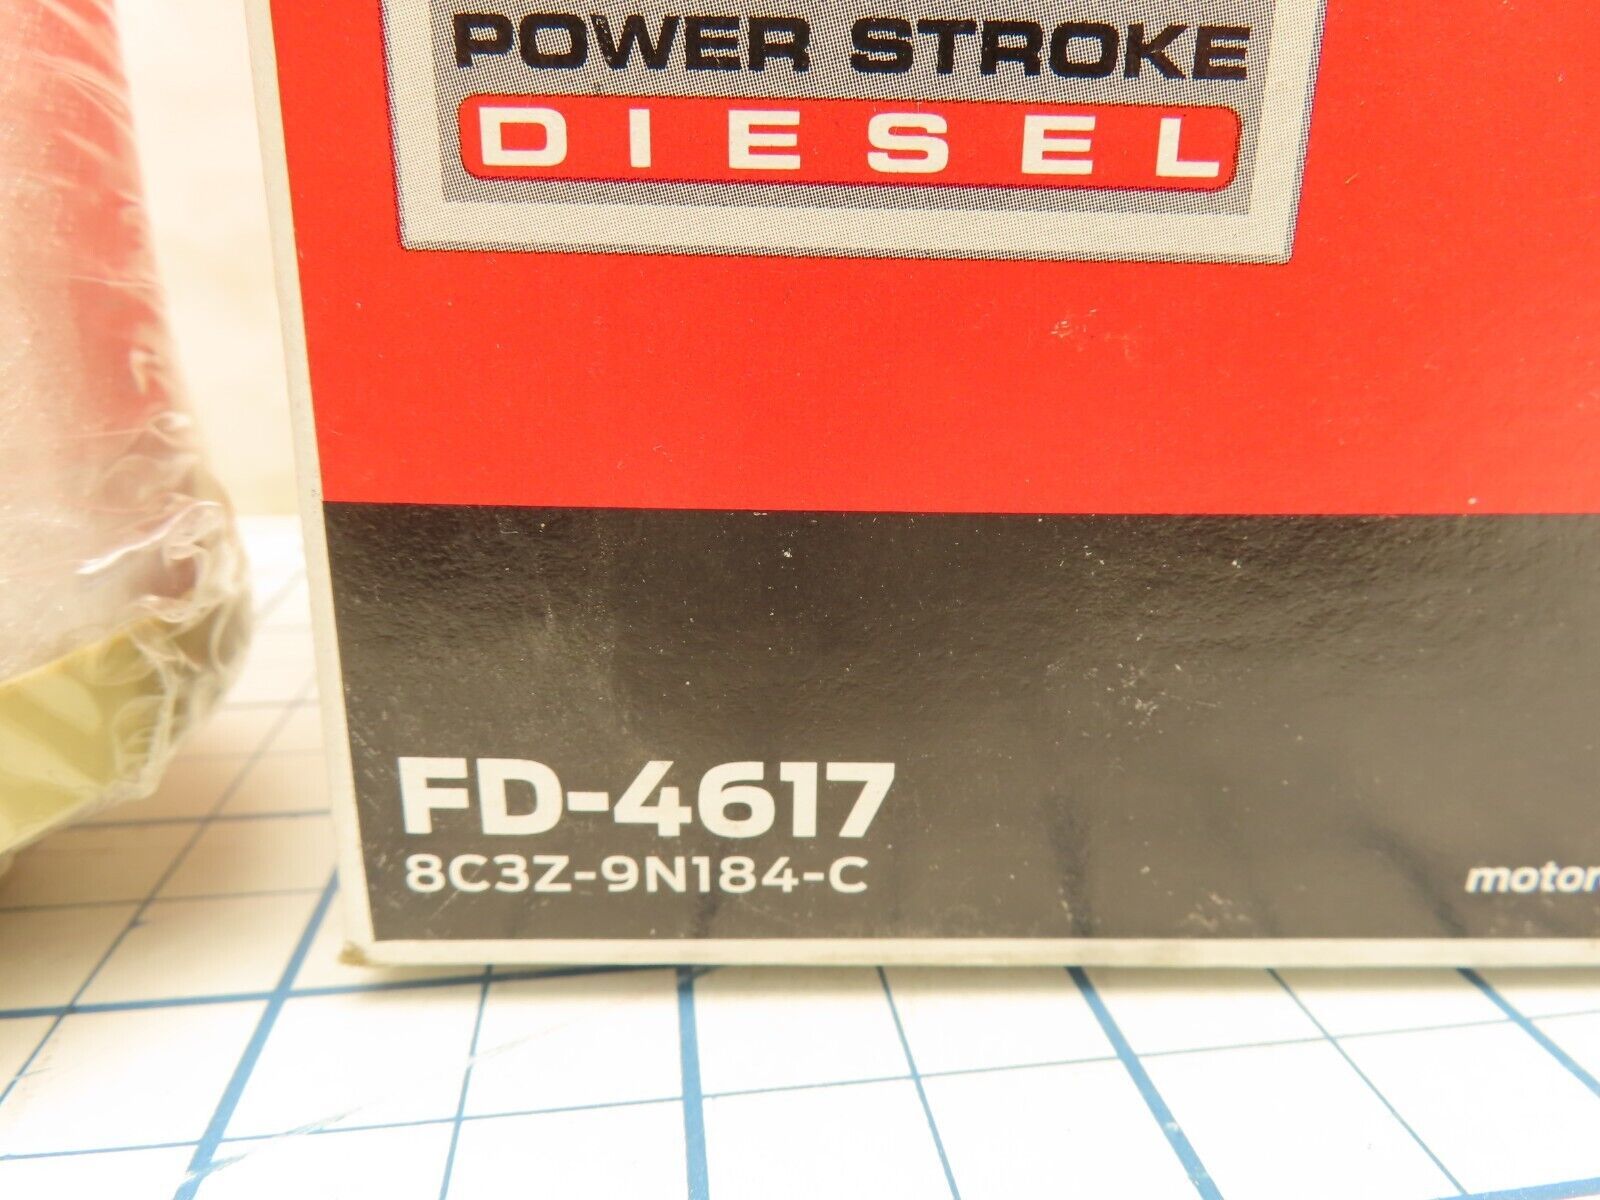 POWER STROKE
DIESEL
FD-4617
8C3Z-9N184-C
motor